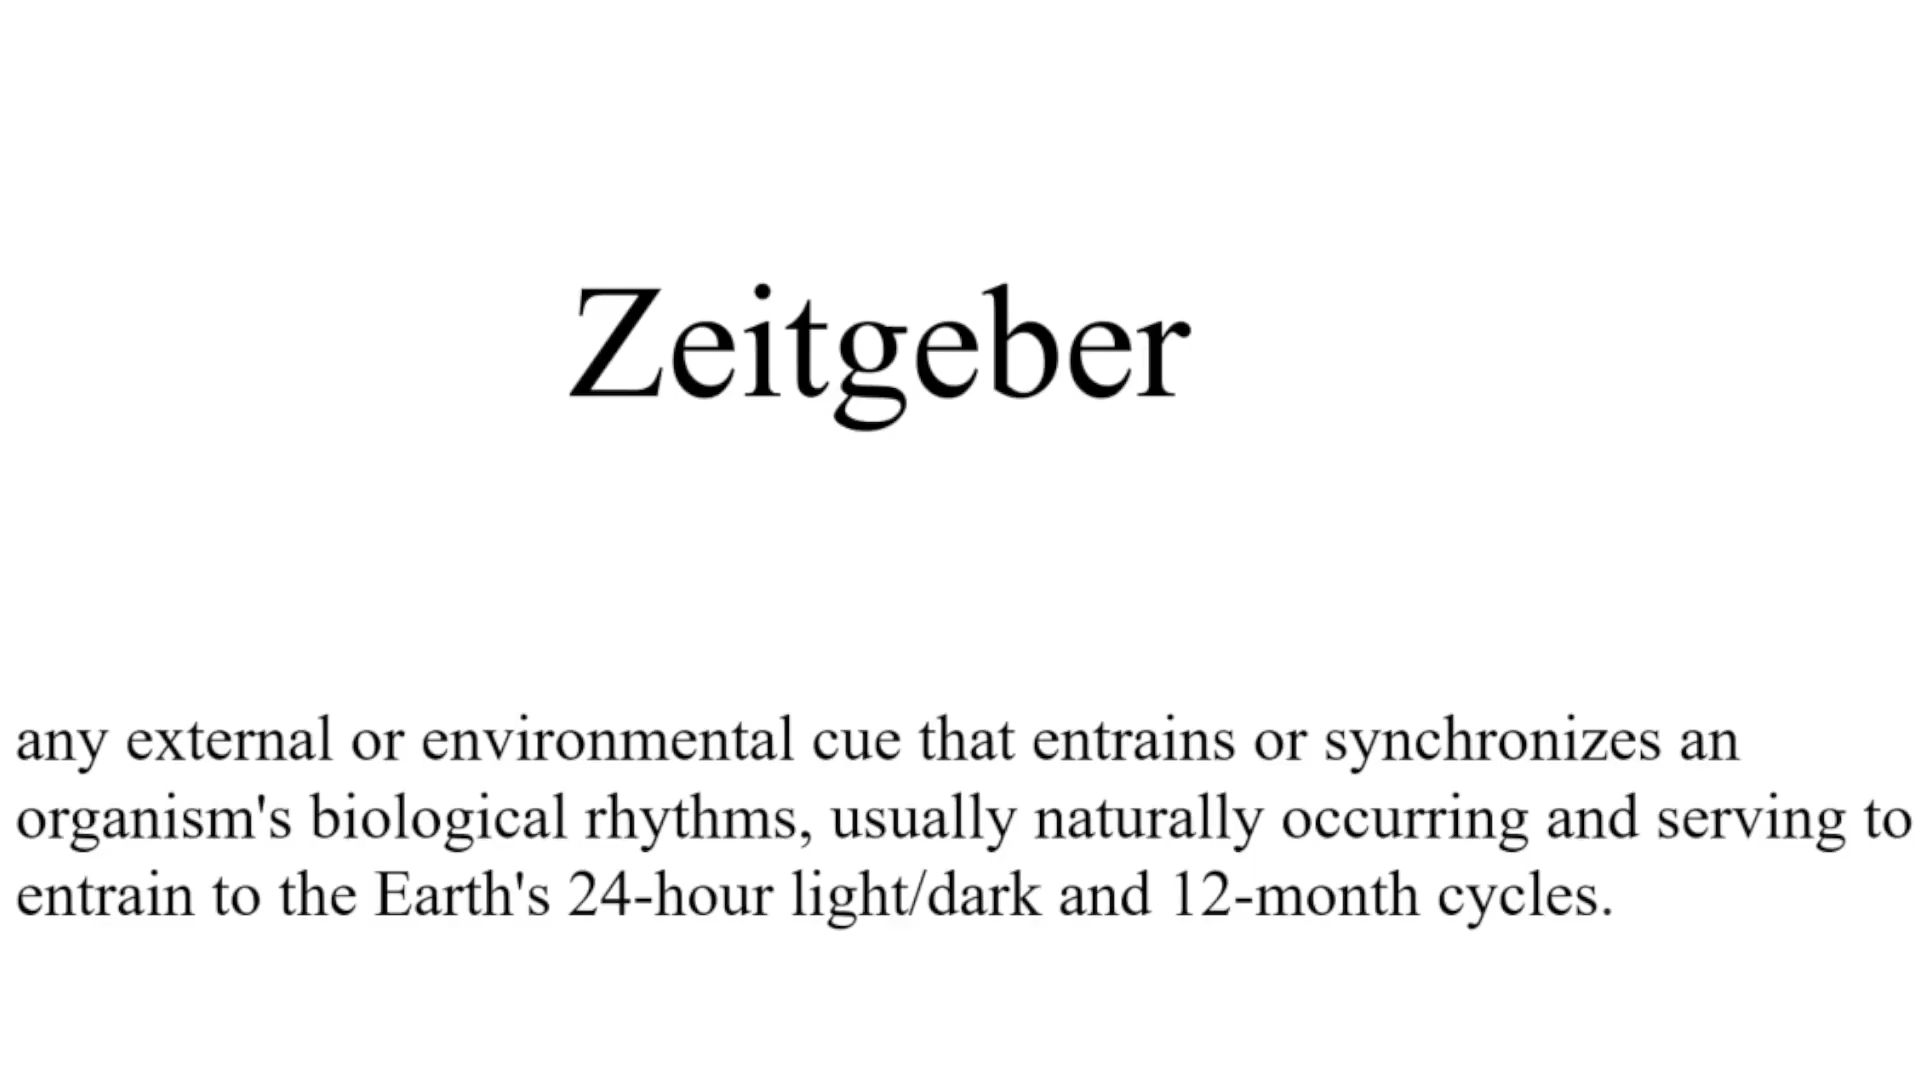 Zeitgeber
any external or environmental cue that entrains or synchronizes an
organism's biological rhythms, usually naturally occurring and serving to
entrain to the Earth's 24-hour light/dark and 12-month cycles.